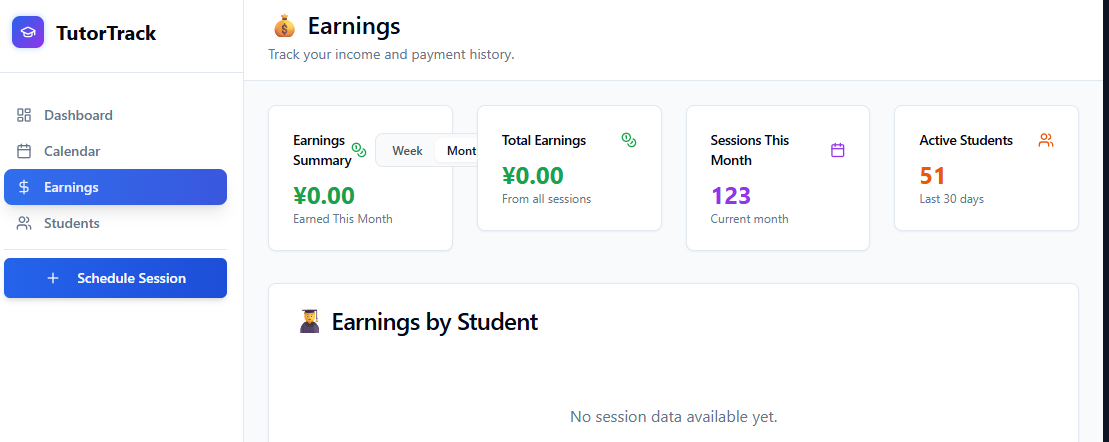 TutorTrack
Dashboard
Calendar
Earnings
Students
Schedule Session
Earnings
Track your income and payment history.
Earnings
Summary
Week
Mont
¥0.00
Earned This Month
Total Earnings
¥0.00
From all sessions
Sessions This
Month
123
Current month
Active Students
51
Last 30 days
Earnings by Student
No session data available yet.